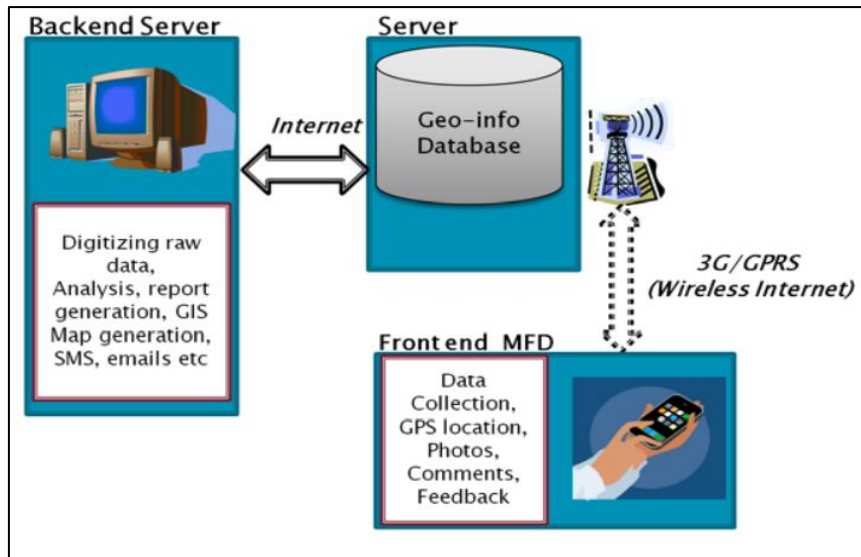 Backend Server
Digitizing raw
data,
Analysis, report
generation, GIS
Map generation,
SMS, emails etc
Internet
Server
Geo-info
Database
3G/GPRS
(Wireless Internet)
Front end MFD
Data
Collection,
GPS location,
Photos,
Comments,
Feedback